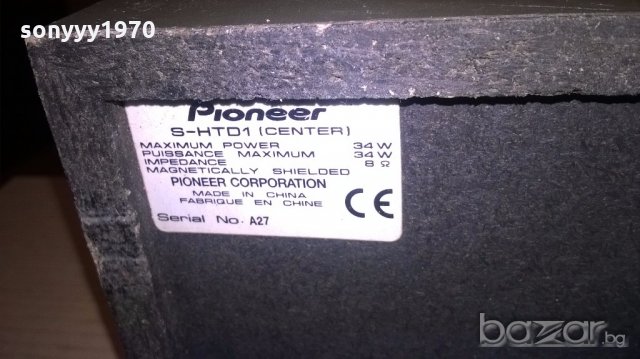 sonyyy1970
Pioneer
S-HTD1 (CENTER)
MAXIMUM POWER 34 W
PUISSANCE MAXIMUM 34 W
IMPEDANCE 8 Ω
MAGNETICALLY SHIELDED
PIONEER CORPORATION
MADE IN CHINA
FABRIQUE EN CHINE
CE
Serial No. A27
bazar.bg